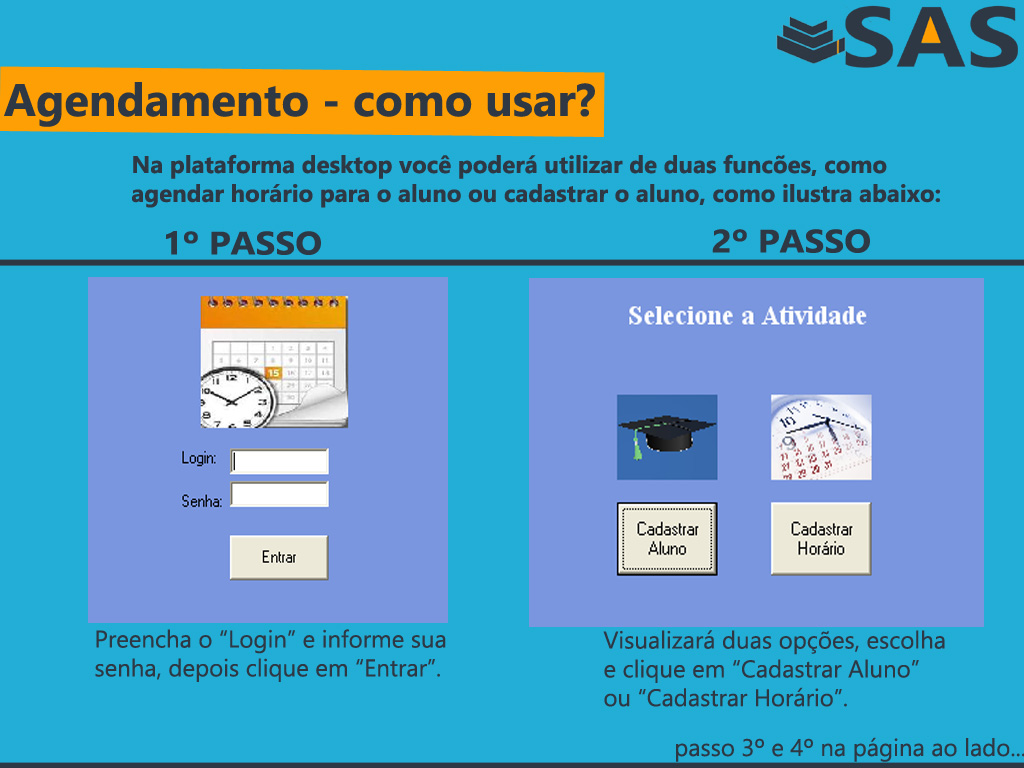 SAS
Agendamento - como usar?
Na plataforma desktop você poderá utilizar de duas funcões, como
agendar horário para o aluno ou cadastrar o aluno, como ilustra abaixo:
1º PASSO
2º PASSO
15
Login:
Senha:
Entrar
Preencha o “Login” e informe sua
senha, depois clique em “Entrar”.
Selecione a Atividade
Cadastrar
Aluno
Cadastrar
Horário
Visualizará duas opções, escolha
e clique em “Cadastrar Aluno”
ou “Cadastrar Horário”.
passo 3º e 4º na página ao lado...